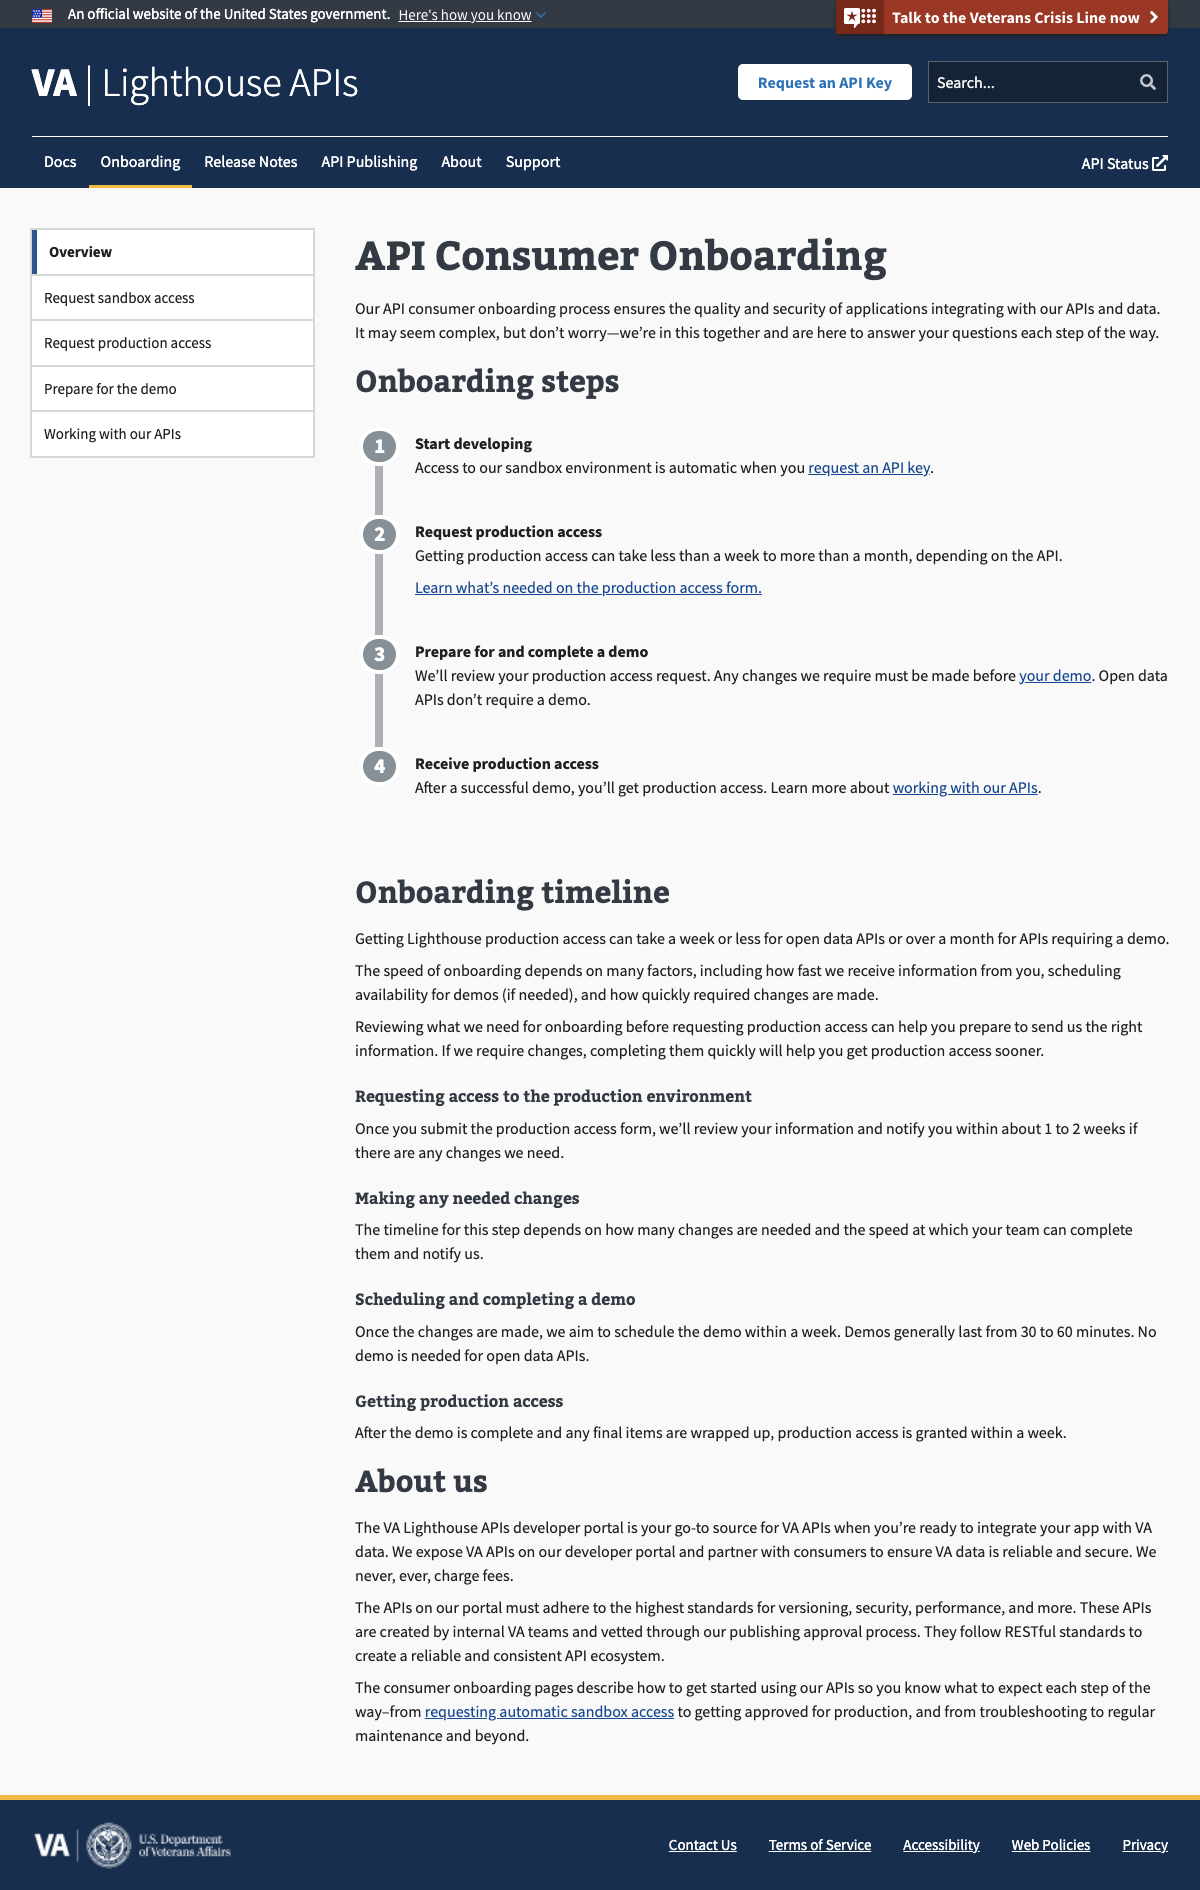 An official website of the United States government. Here's how you know
Talk to the Veterans Crisis Line now
VA | Lighthouse APIs
Request an API Key
Search...
Docs Onboarding Release Notes API Publishing About Support
API Status
Overview
Request sandbox access
Request production access
Prepare for the demo
Working with our APIs
API Consumer Onboarding
Our API consumer onboarding process ensures the quality and security of applications integrating with our APIs and data.
It may seem complex, but don’t worry—we’re in this together and are here to answer your questions each step of the way.
Onboarding steps
1 Start developing
Access to our sandbox environment is automatic when you request an API key.
2 Request production access
Getting production access can take less than a week to more than a month, depending on the API.
Learn what’s needed on the production access form.
3 Prepare for and complete a demo
We’ll review your production access request. Any changes we require must be made before your demo. Open data
APIs don’t require a demo.
4 Receive production access
After a successful demo, you’ll get production access. Learn more about working with our APIs.
Onboarding timeline
Getting Lighthouse production access can take a week or less for open data APIs or over a month for APIs requiring a demo.
The speed of onboarding depends on many factors, including how fast we receive information from you, scheduling
availability for demos (if needed), and how quickly required changes are made.
Reviewing what we need for onboarding before requesting production access can help you prepare to send us the right
information. If we require changes, completing them quickly will help you get production access sooner.
Requesting access to the production environment
Once you submit the production access form, we’ll review your information and notify you within about 1 to 2 weeks if
there are any changes we need.
Making any needed changes
The timeline for this step depends on how many changes are needed and the speed at which your team can complete
them and notify us.
Scheduling and completing a demo
Once the changes are made, we aim to schedule the demo within a week. Demos generally last from 30 to 60 minutes. No
demo is needed for open data APIs.
Getting production access
After the demo is complete and any final items are wrapped up, production access is granted within a week.
About us
The VA Lighthouse APIs developer portal is your go-to source for VA APIs when you’re ready to integrate your app with VA
data. We expose VA APIs on our developer portal and partner with consumers to ensure VA data is reliable and secure. We
never, ever, charge fees.
The APIs on our portal must adhere to the highest standards for versioning, security, performance, and more. These APIs
are created by internal VA teams and vetted through our publishing approval process. They follow RESTful standards to
create a reliable and consistent API ecosystem.
The consumer onboarding pages describe how to get started using our APIs so you know what to expect each step of the
way–from requesting automatic sandbox access to getting approved for production, and from troubleshooting to regular
maintenance and beyond.
VA
U.S. Department
of Veterans Affairs
Contact Us Terms of Service Accessibility Web Policies Privacy